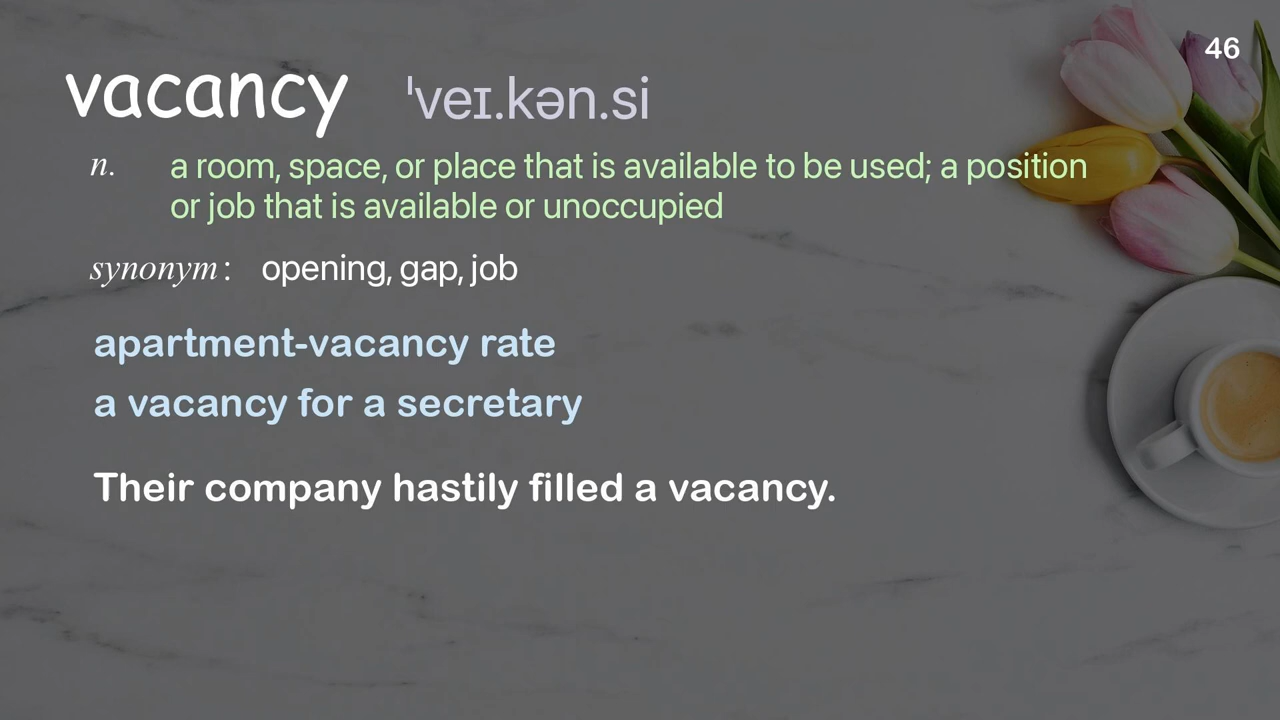 46
vacancy ˈveɪ.kən.si
n. a room, space, or place that is available to be used; a position
or job that is available or unoccupied
synonym: opening, gap, job
apartment-vacancy rate
a vacancy for a secretary
Their company hastily filled a vacancy.